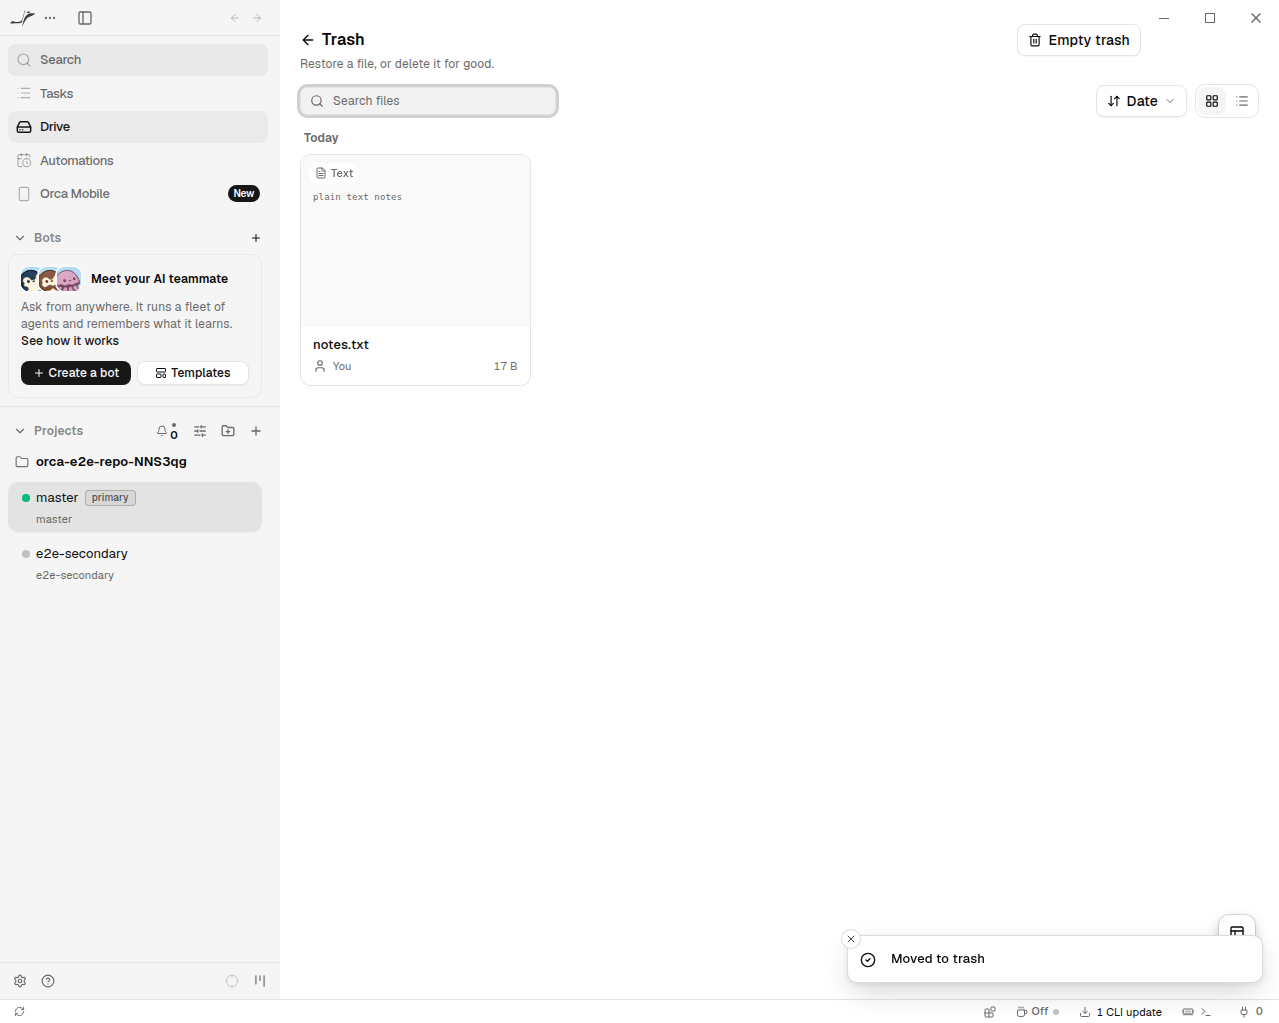 Search
Tasks
Drive
Automations
Orca Mobile
New
Bots
Meet your AI teammate
Ask from anywhere. It runs a fleet of
agents and remembers what it learns.
See how it works
Create a bot
Templates
Projects
0
orca-e2e-repo-NNS3qg
master
primary
master
e2e-secondary
e2e-secondary
Trash
Empty trash
Restore a file, or delete it for good.
Search files
Date
Today
Text
plain text notes
notes.txt
You
17 B
Moved to trash
Off
1 CLI update
0